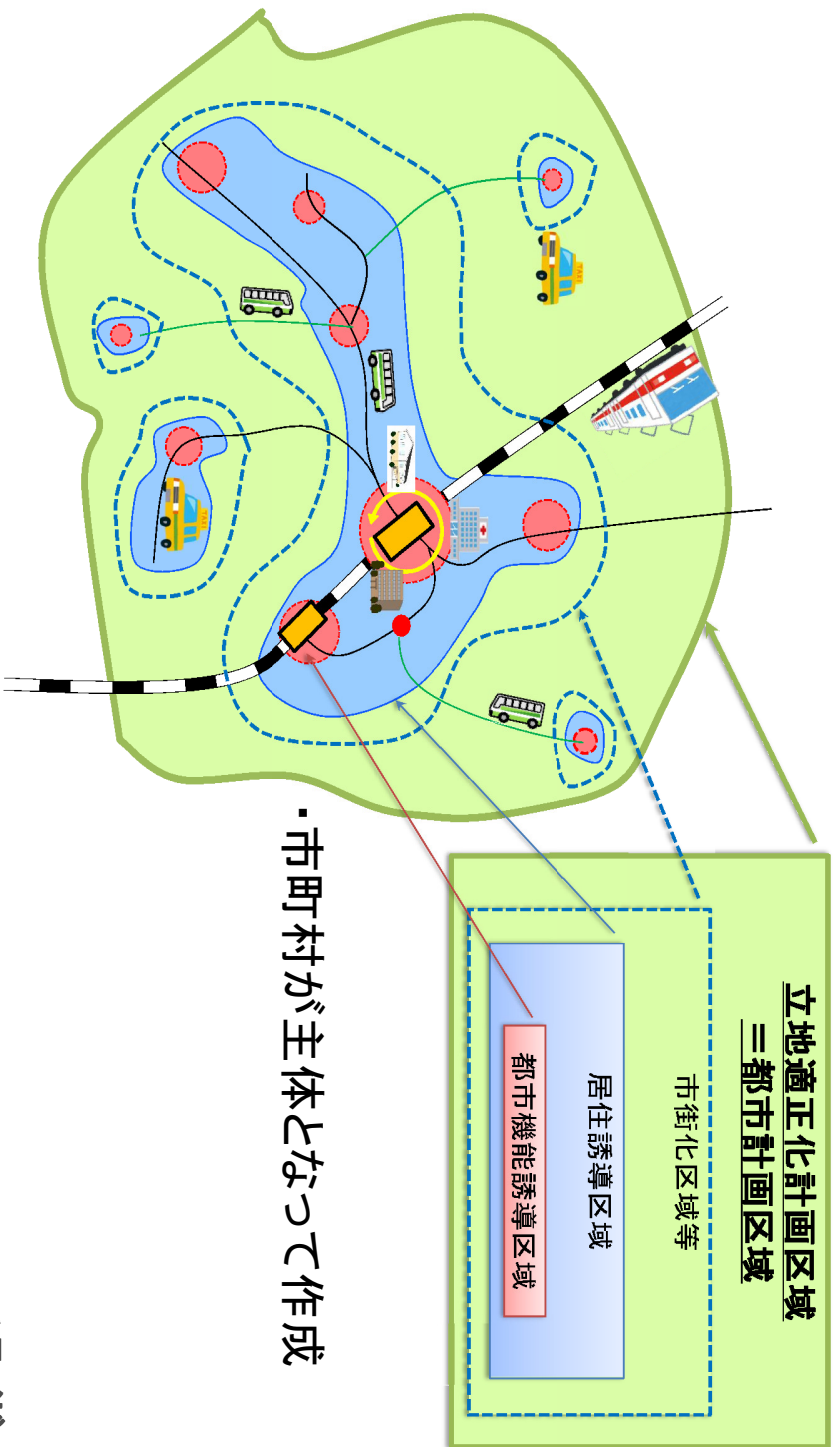 立地適正化計画区域
＝都市計画区域
市街化区域等
居住誘導区域
都市機能誘導区域
・市町村が主体となって作成
TAXI
TAXI